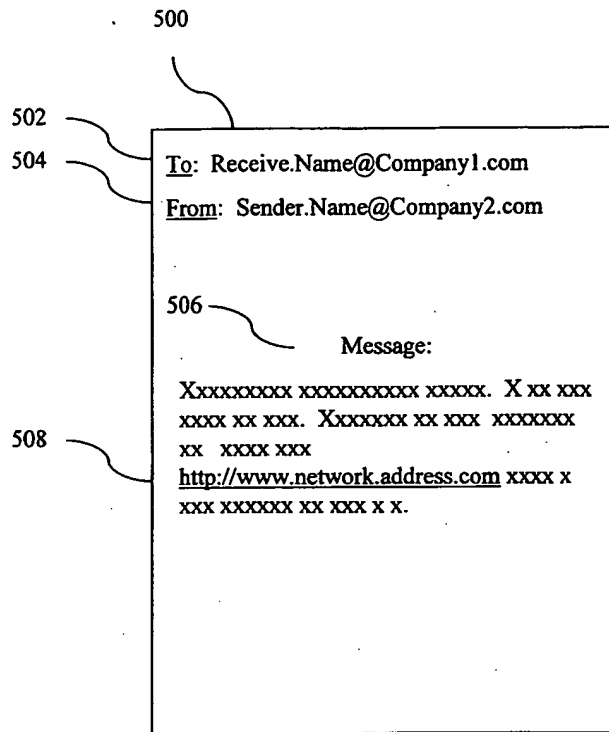 500
502
To: Receive.Name@Company1.com
504
From: Sender.Name@Company2.com
506
Message:
Xxxxxxxxx xxxxxxxxxx xxxxx. X xx xxx
xxxx xx xxx. Xxxxxxx xx xxx xxxxxxx
508
xx xxxx xxx
http://www.network.address.com xxxx x
xxx xxxxxx xx xxx x x.